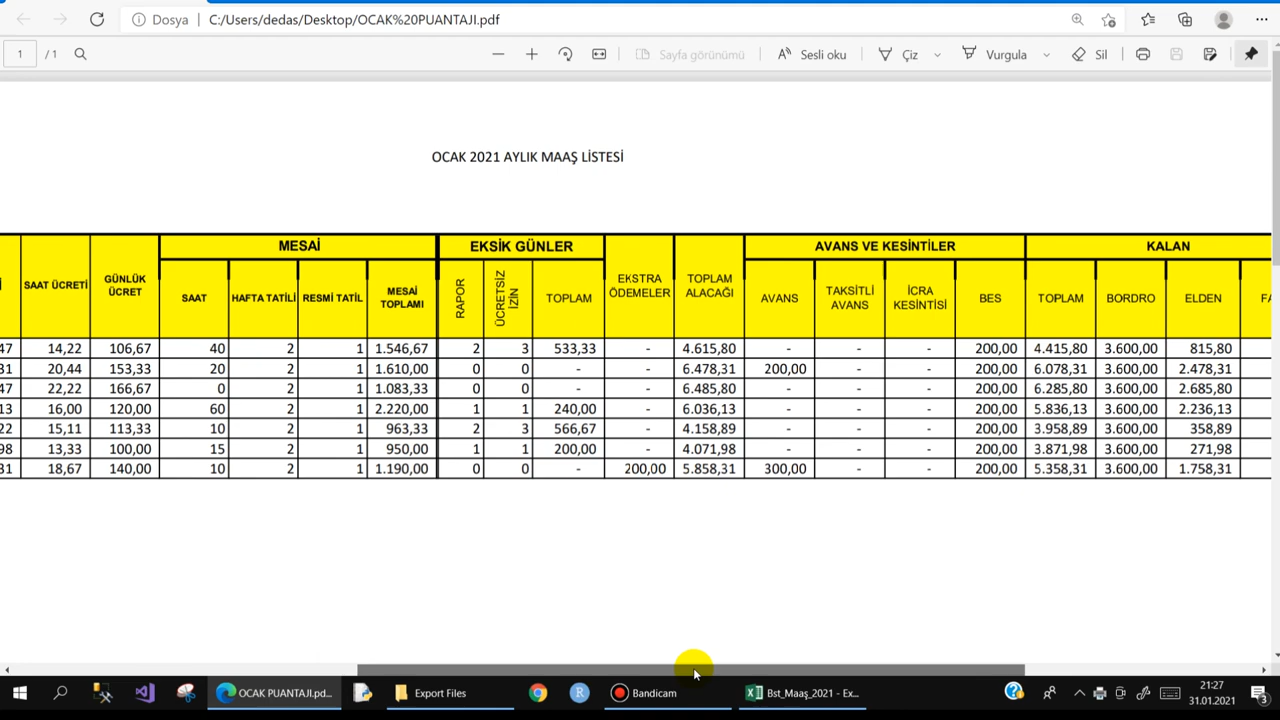 Dosya C:/Users/dedas/Desktop/OCAK%20PUANTAJI.pdf
1 / 1 Sayfa görünümü Sesli oku Çiz Vurgula Sil
OCAK 2021 AYLIK MAAŞ LİSTESİ
MESAİ EKSİK GÜNLER AVANS VE KESİNTİLER KALAN
SAAT ÜCRETİ GÜNLÜK ÜCRET SAAT HAFTA TATİLİ RESMİ TATİL MESAİ TOPLAMI RAPOR ÜCRETSİZ İZİN TOPLAM EKSTRA ÖDEMELER TOPLAM ALACAĞI AVANS TAKSİTLİ AVANS İCRA KESİNTİSİ BES TOPLAM BORDRO ELDEN FA
47 14,22 106,67 40 2 1 1.546,67 2 3 533,33 - 4.615,80 - - - 200,00 4.415,80 3.600,00 815,80
31 20,44 153,33 20 2 1 1.610,00 0 0 - - 6.478,31 200,00 - - 200,00 6.078,31 3.600,00 2.478,31
47 22,22 166,67 0 2 1 1.083,33 0 0 - - 6.485,80 - - - 200,00 6.285,80 3.600,00 2.685,80
13 16,00 120,00 60 2 1 2.220,00 1 1 240,00 - 6.036,13 - - - 200,00 5.836,13 3.600,00 2.236,13
22 15,11 113,33 10 2 1 963,33 2 3 566,67 - 4.158,89 - - - 200,00 3.958,89 3.600,00 358,89
98 13,33 100,00 15 2 1 950,00 1 1 200,00 - 4.071,98 - - - 200,00 3.871,98 3.600,00 271,98
31 18,67 140,00 10 2 1 1.190,00 0 0 - 200,00 5.858,31 300,00 - - 200,00 5.358,31 3.600,00 1.758,31
OCAK PUANTAJI.pd... Export Files Bandicam Bst_Maaş_2021 - Ex... 21:27
31.01.2021 3